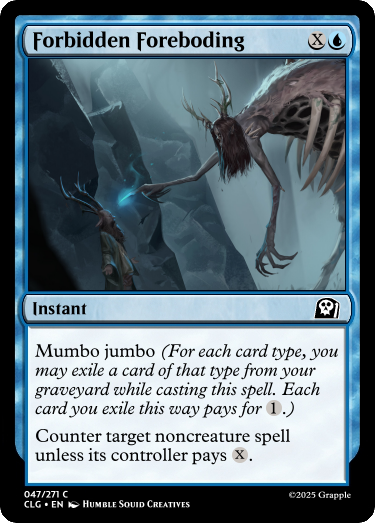 Forbidden Foreboding X
Instant
Mumbo jumbo (For each card type, you
may exile a card of that type from your
graveyard while casting this spell. Each
card you exile this way pays for 1.)
Counter target noncreature spell
unless its controller pays X.
047/271 C
CLG • EN Humble Squid Creatives
©2025 Grapple